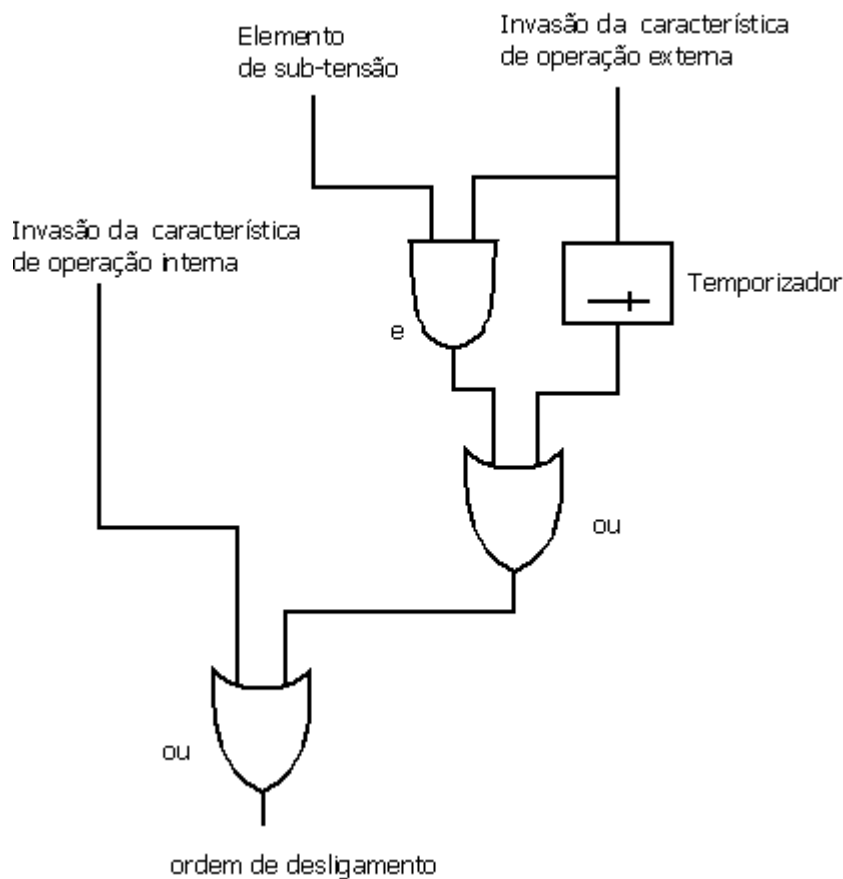 Elemento
de sub-tensão
Invasão da característica
de operação externa
Invasão da característica
de operação interna
Temporizador
e
ou
ou
ordem de desligamento